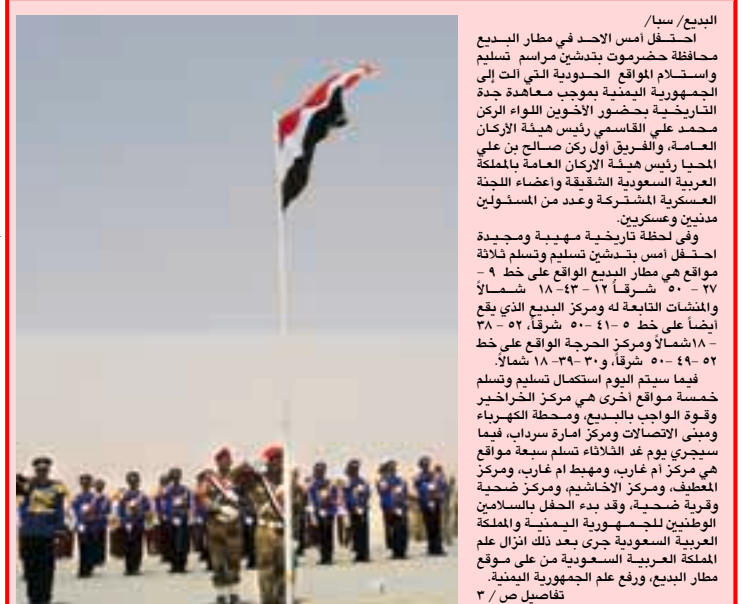 البديع/ سبأ/
احتفل أمس الاحد في مطار البديع
محافظة حضرموت بتدشين مراسم تسليم
واستلام المواقع الحدودية التي آلت إلى
الجمهورية اليمنية بموجب معاهدة جدة
التاريخية بحضور الأخوين اللواء الركن
محمد علي القاسمي رئيس هيئة الأركان
العامة، والفريق أول ركن صالح بن علي
المحيا رئيس هيئة الاركان العامة بالمملكة
العربية السعودية الشقيقة وأعضاء اللجنة
العسكرية المشتركة وعدد من المسئولين
مدنيين وعسكريين.
وفى لحظة تاريخية مهيبة ومجيدة
احتفل أمس بتدشين تسليم وتسلم ثلاثة
مواقع هي مطار البديع الواقع على خط ٩ –
٢٧ – ٥٠ شرقاً ١٢ – ٤٣– ١٨ شمالاً
والمنشآت التابعة له ومركز البديع الذي يقع
أيضاً على خط ٥ –٤١ –٥٠ شرقاً، ٥٢ – ٣٨
– ١٨شمالاً ومركز الحرجة الواقع على خط
٥٢ –٤٩ –٥٠ شرقاً، و٣٠ –٣٩– ١٨ شمالاً.
فيما سيتم اليوم استكمال تسليم وتسلم
خمسة مواقع أخرى هي مركز الخراخير
وقوة الواجب بالبديع، ومحطة الكهرباء
ومبنى الاتصالات ومركز امارة سرداب، فيما
سيجري يوم غد الثلاثاء تسلم سبعة مواقع
هي مركز أم غارب، ومهبط ام غارب، ومركز
المعطيف، ومركز الاخاشيم، ومركز ضحية
وقرية ضحية، وقد بدء الحفل بالسلامين
الوطنيين للجمهورية اليمنية والمملكة
العربية السعودية جرى بعد ذلك انزال علم
المملكة العربية السعودية من على موقع
مطار البديع، ورفع علم الجمهورية اليمنية.
تفاصيل ص / ٣